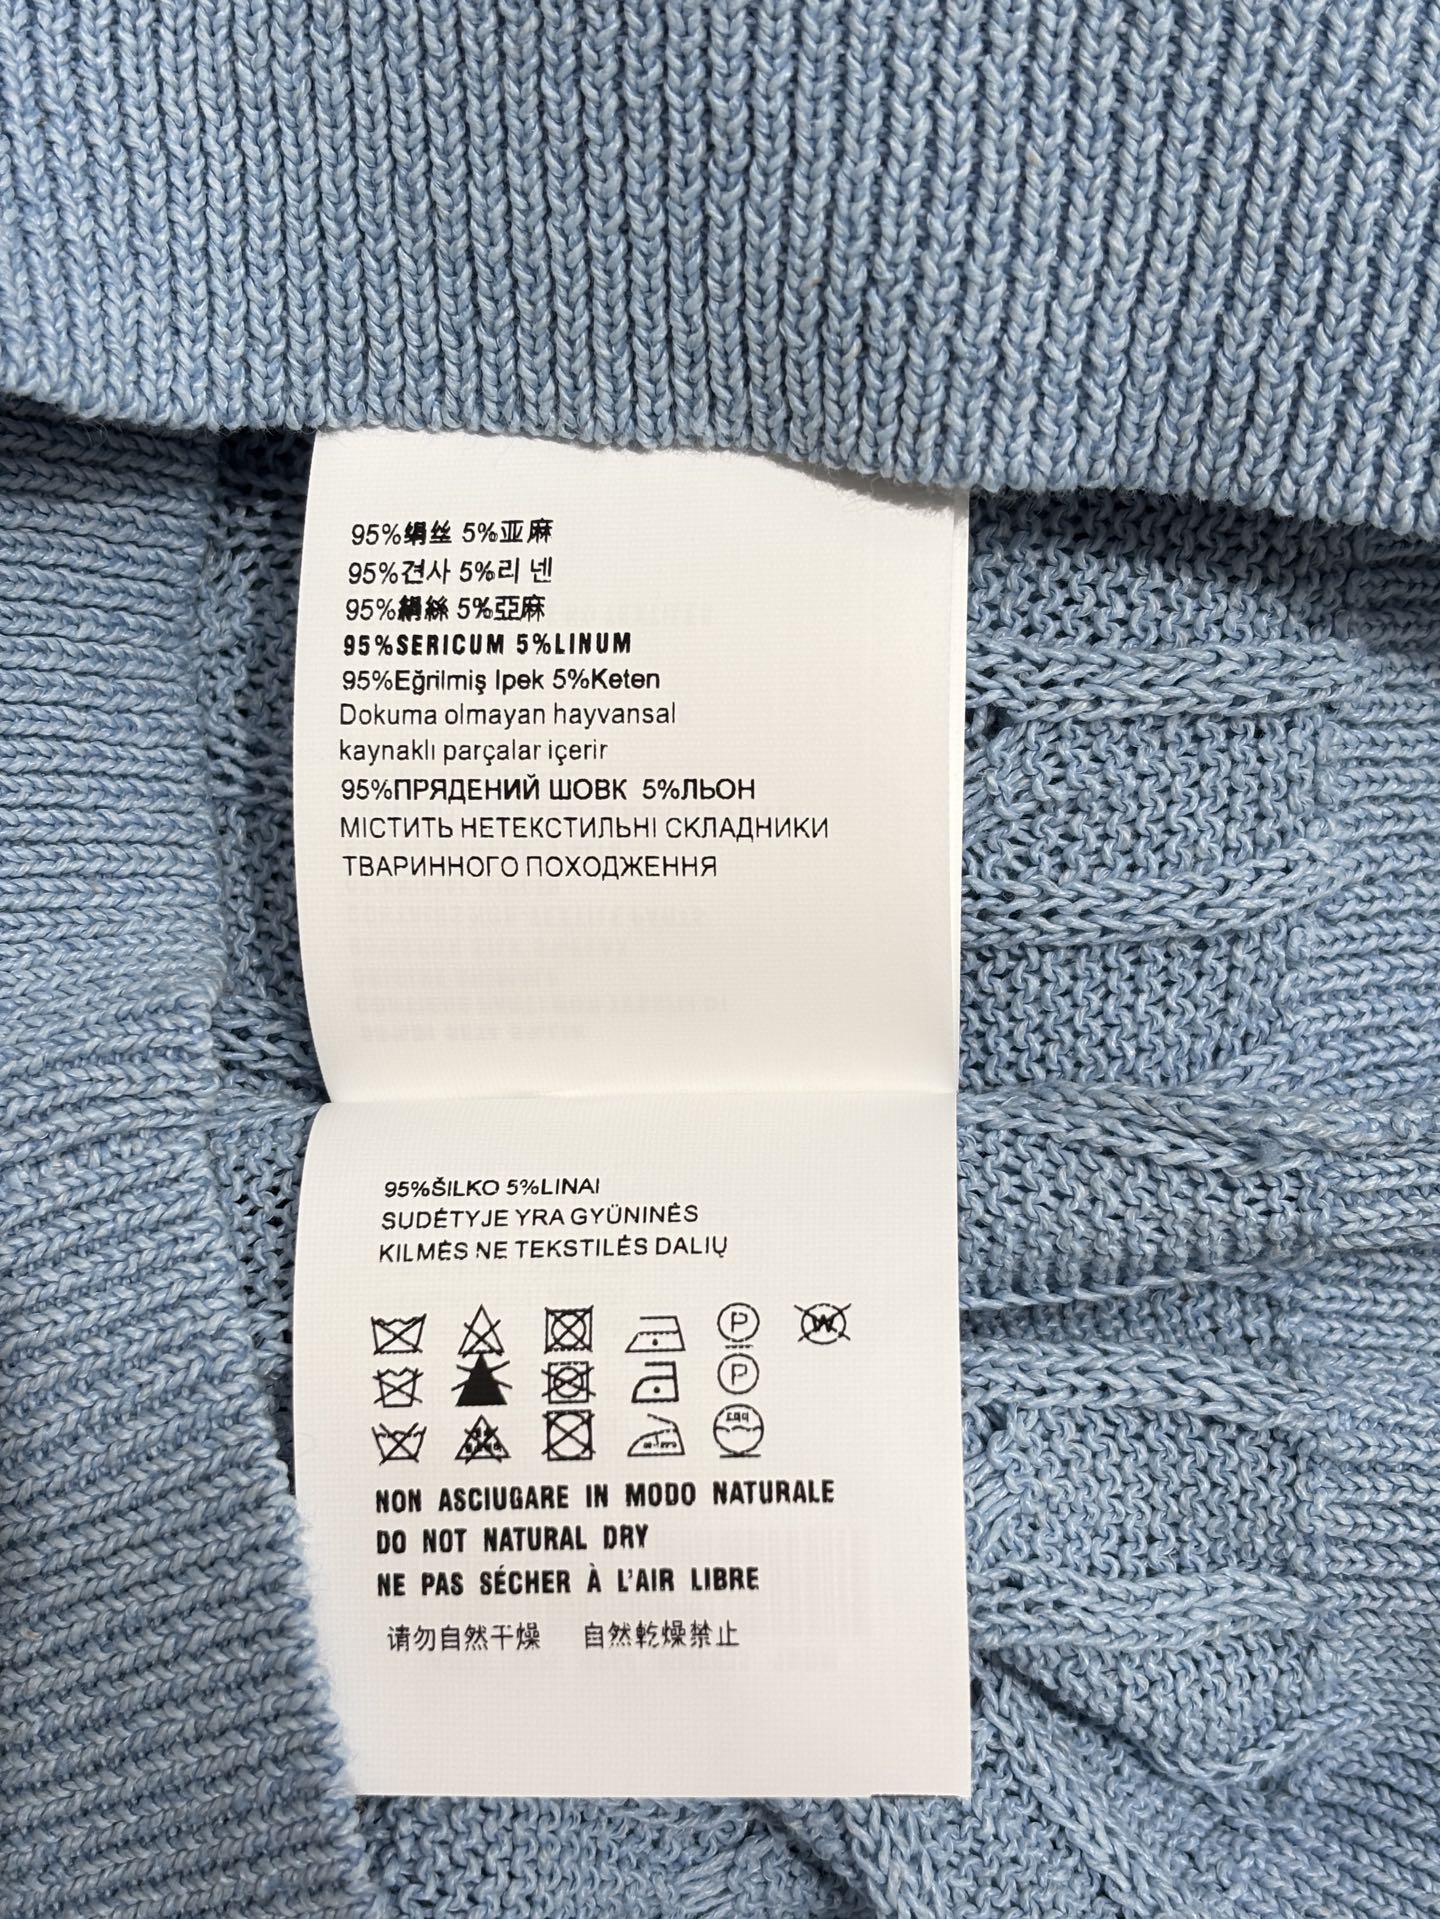 95%绢丝 5%亚麻
95%견사 5%리 넨
95%絹絲 5%亞麻
95%SERICUM 5%LINUM
95%Eğrilmiş Ipek 5%Keten
Dokuma olmayan hayvansal
kaynaklı parçalar içerir
95%ПРЯДЕНИЙ ШОВК 5%ЛЬОН
МІСТИТЬ НЕТЕКСТИЛЬНІ СКЛАДНИКИ
ТВАРИННОГО ПОХОДЖЕННЯ
95%ŠILKO 5%LINAI
SUDĖTYJE YRA GYŪNINĖS
KILMĖS NE TEKSTILĖS DALIŲ
P W
P
NON ASCIUGARE IN MODO NATURALE
DO NOT NATURAL DRY
NE PAS SÉCHER À L'AIR LIBRE
请勿自然干燥 自然乾燥禁止